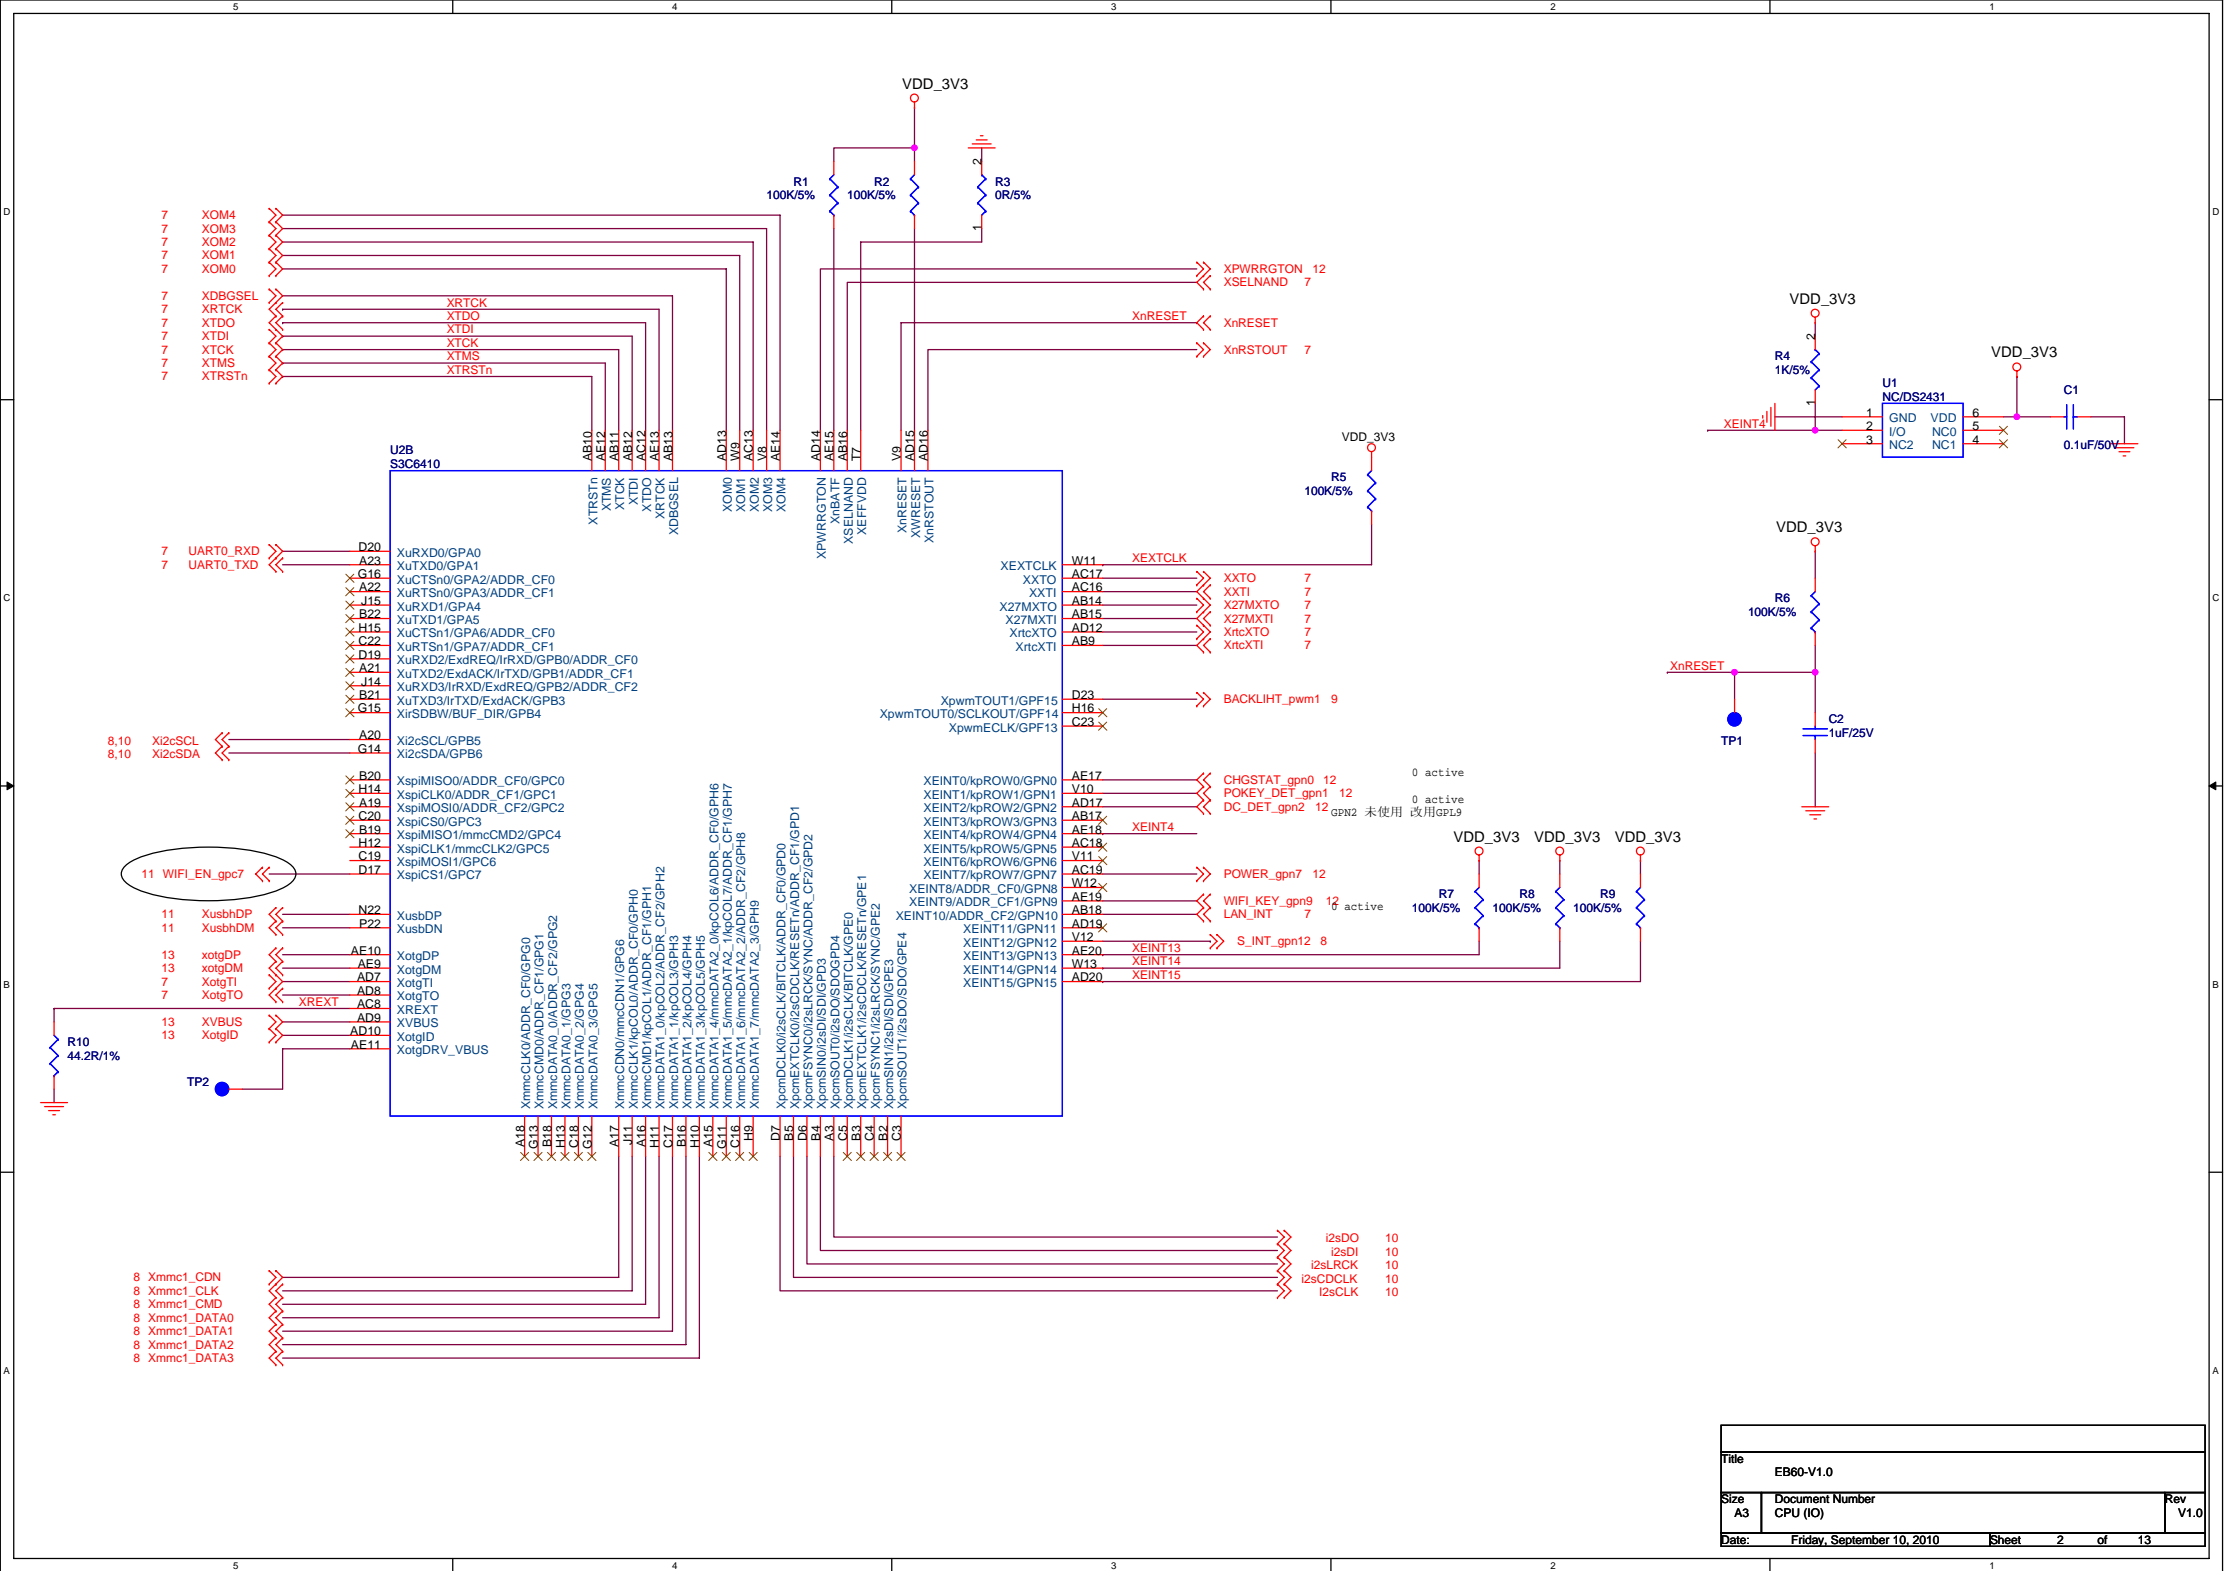 5 4 3 2 1
D
C
B
A
VDD_3V3
R1
100K/5%
R2
100K/5%
R3
0R/5%
2
1
7 XOM4
7 XOM3
7 XOM2
7 XOM1
7 XOM0
7 XDBGSEL
7 XRTCK
7 XTDO
7 XTDI
7 XTCK
7 XTMS
7 XTRSTn
XRTCK
XTDO
XTDI
XTCK
XTMS
XTRSTn
XPWRRGTON 12
XSELNAND 7
XnRESET XnRESET
XnRSTOUT 7
VDD_3V3
R4
1K/5%
2
1
XEINT4
U1
NC/DS2431
1 GND VDD 6
2 I/O NC0 5
3 NC2 NC1 4
VDD_3V3
C1
0.1uF/50V
U2B
S3C6410
AB10 XTRSTn
AE12 XTMS
AB11 XTCK
AB12 XTDI
AC12 XTDO
AE13 XRTCK
AB13 XDBGSEL
AD13 XOM0
W9 XOM1
AC13 XOM2
V8 XOM3
AE14 XOM4
AD14 XPWRRGTON
AE15 XnBATF
AB16 XSELNAND
T7 XEFFVDD
V9 XnRESET
AD15 XWRESET
AD16 XnRSTOUT
VDD_3V3
R5
100K/5%
7 UART0_RXD D20 XuRXD0/GPA0
7 UART0_TXD A23 XuTXD0/GPA1
G16 XuCTSn0/GPA2/ADDR_CF0
A22 XuRTSn0/GPA3/ADDR_CF1
J15 XuRXD1/GPA4
B22 XuTXD1/GPA5
H15 XuCTSn1/GPA6/ADDR_CF0
C22 XuRTSn1/GPA7/ADDR_CF1
D19 XuRXD2/ExdREQ/IrRXD/GPB0/ADDR_CF0
A21 XuTXD2/ExdACK/IrTXD/GPB1/ADDR_CF1
J14 XuRXD3/IrRXD/ExdREQ/GPB2/ADDR_CF2
B21 XuTXD3/IrTXD/ExdACK/GPB3
G15 XirSDBW/BUF_DIR/GPB4
8,10 Xi2cSCL A20 Xi2cSCL/GPB5
8,10 Xi2cSDA G14 Xi2cSDA/GPB6
B20 XspiMISO0/ADDR_CF0/GPC0
H14 XspiCLK0/ADDR_CF1/GPC1
A19 XspiMOSI0/ADDR_CF2/GPC2
C20 XspiCS0/GPC3
B19 XspiMISO1/mmcCMD2/GPC4
H12 XspiCLK1/mmcCLK2/GPC5
C19 XspiMOSI1/GPC6
11 WIFI_EN_gpc7 D17 XspiCS1/GPC7
11 XusbhDP N22 XusbDP
11 XusbhDM P22 XusbDN
13 xotgDP AE10 XotgDP
13 xotgDM AE9 XotgDM
7 XotgTI AD7 XotgTI
7 XotgTO AD8 XotgTO
XREXT AC8 XREXT
13 XVBUS AD9 XVBUS
13 XotgID AD10 XotgID
AE11 XotgDRV_VBUS
R10
44.2R/1%
TP2
XEXTCLK W11 XEXTCLK
XXTO AC17 XXTO 7
XXTI AC16 XXTI 7
X27MXTO AB14 X27MXTO 7
X27MXTI AB15 X27MXTI 7
XrtcXTO AD12 XrtcXTO 7
XrtcXTI AB9 XrtcXTI 7
XpwmTOUT1/GPF15 D23 BACKLIHT_pwm1 9
XpwmTOUT0/SCLKOUT/GPF14 H16
XpwmECLK/GPF13 C23
XEINT0/kpROW0/GPN0 AE17 CHGSTAT_gpn0 12 0 active
XEINT1/kpROW1/GPN1 V10 POKEY_DET_gpn1 12
XEINT2/kpROW2/GPN2 AD17 DC_DET_gpn2 12 0 active
GPN2 未使用 改用GPL9
XEINT3/kpROW3/GPN3 AB17
XEINT4/kpROW4/GPN4 AE18 XEINT4
XEINT5/kpROW5/GPN5 AC18
XEINT6/kpROW6/GPN6 V11
XEINT7/kpROW7/GPN7 AC19 POWER_gpn7 12
XEINT8/ADDR_CF0/GPN8 W12
XEINT9/ADDR_CF1/GPN9 AE19 WIFI_KEY_gpn9 12 0 active
XEINT10/ADDR_CF2/GPN10 AB18 LAN_INT 7
XEINT11/GPN11 AD19
XEINT12/GPN12 V12 S_INT_gpn12 8
XEINT13/GPN13 AE20 XEINT13
XEINT14/GPN14 W13 XEINT14
XEINT15/GPN15 AD20 XEINT15
VDD_3V3 VDD_3V3 VDD_3V3
R7
100K/5%
R8
100K/5%
R9
100K/5%
VDD_3V3
R6
100K/5%
XnRESET
TP1
C2
1uF/25V
XmmcCLK0/ADDR_CF0/GPG0 A18
XmmcCMD0/ADDR_CF1/GPG1 G13
XmmcDATA0_0/ADDR_CF2/GPG2 B18
XmmcDATA0_1/GPG3 H13
XmmcDATA0_2/GPG4 C18
XmmcDATA0_3/GPG5 G12
XmmcCDN0/mmcCDN1/GPG6 A17
XmmcCLK1/kpCOL0/ADDR_CF0/GPH0 J11
XmmcCMD1/kpCOL1/ADDR_CF1/GPH1 A16
XmmcDATA1_0/kpCOL2/ADDR_CF2/GPH2 H11
XmmcDATA1_1/kpCOL3/GPH3 C17
XmmcDATA1_2/kpCOL4/GPH4 B16
XmmcDATA1_3/kpCOL5/GPH5 H10
XmmcDATA1_4/mmcDATA2_0/kpCOL6/ADDR_CF0/GPH6 A15
XmmcDATA1_5/mmcDATA2_1/kpCOL7/ADDR_CF1/GPH7 G11
XmmcDATA1_6/mmcDATA2_2/ADDR_CF2/GPH8 C16
XmmcDATA1_7/mmcDATA2_3/GPH9 H9
XpcmDCLK0/i2sCLK/BITCLK/ADDR_CF0/GPD0 D7
XpcmEXTCLK0/i2sCDCLK/RESETn/ADDR_CF1/GPD1 B5
XpcmFSYNC0/i2sLRCK/SYNC/ADDR_CF2/GPD2 D6
XpcmSIN0/i2sDI/SDI/GPD3 B4
XpcmSOUT0/i2sDO/SDOGPD4 A3
XpcmDCLK1/i2sCLK/BITCLK/GPE0 C5
XpcmEXTCLK1/i2sCDCLK/RESETn/GPE1 B3
XpcmFSYNC1/i2sLRCK/SYNC/GPE2 C4
XpcmSIN1/i2sDI/SDI/GPE3 B2
XpcmSOUT1/i2sDO/SDO/GPE4 C3
i2sDO 10
i2sDI 10
i2sLRCK 10
i2sCDCLK 10
I2sCLK 10
8 Xmmc1_CDN
8 Xmmc1_CLK
8 Xmmc1_CMD
8 Xmmc1_DATA0
8 Xmmc1_DATA1
8 Xmmc1_DATA2
8 Xmmc1_DATA3
Title
EB60-V1.0
Size Document Number Rev
A3 CPU (IO) V1.0
Date: Friday, September 10, 2010 Sheet 2 of 13
D
C
B
A
5 4 3 2 1